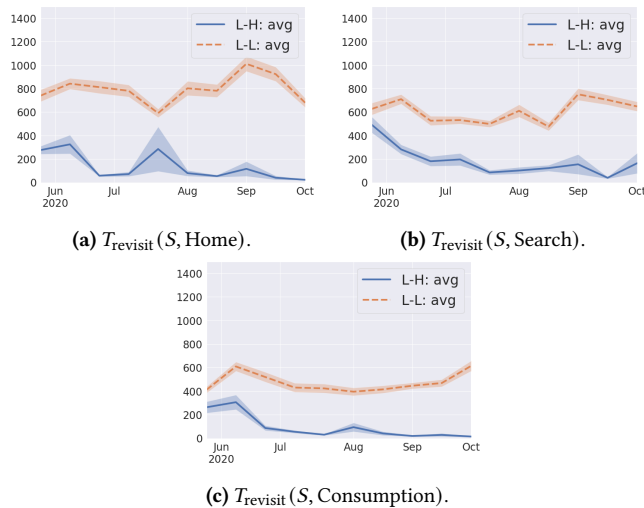 1400
1200
1000
800
600
400
200
0
L-H: avg
L-L: avg
Jun
2020
Jul
Aug
Sep
Oct
(a) T_revisit(S, Home).
1400
1200
1000
800
600
400
200
0
L-H: avg
L-L: avg
Jun
2020
Jul
Aug
Sep
Oct
(b) T_revisit(S, Search).
1400
1200
1000
800
600
400
200
0
L-H: avg
L-L: avg
Jun
2020
Jul
Aug
Sep
Oct
(c) T_revisit(S, Consumption).